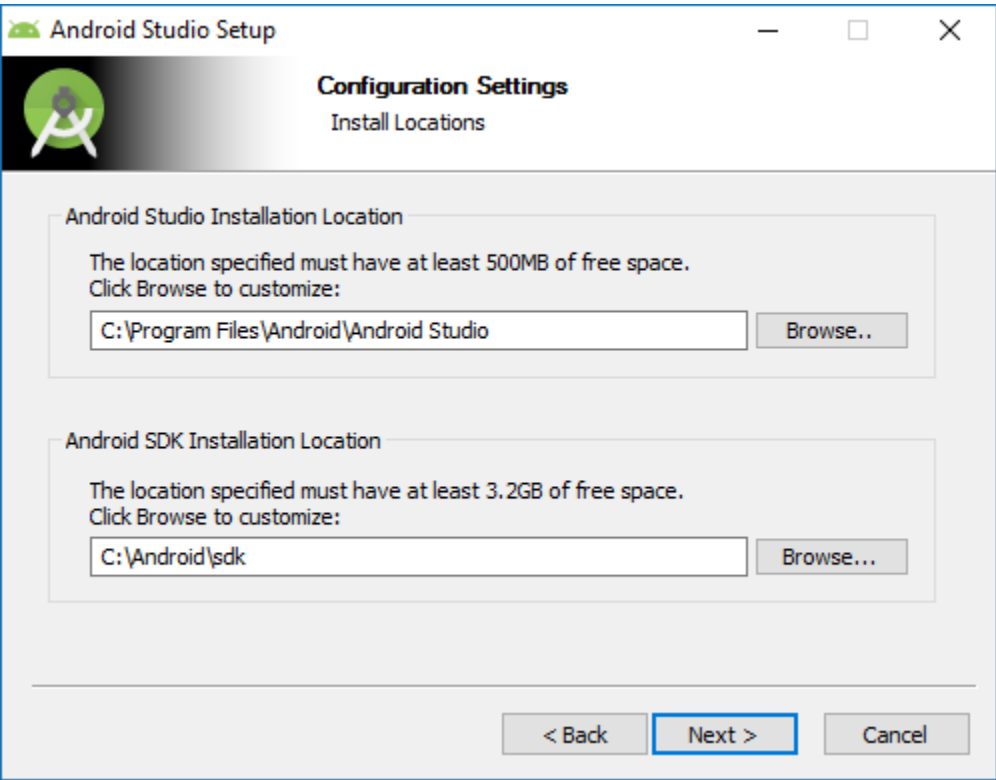 Android Studio Setup
Configuration Settings
Install Locations
Android Studio Installation Location
The location specified must have at least 500MB of free space.
Click Browse to customize:
C:\Program Files\Android\Android Studio
Browse..
Android SDK Installation Location
The location specified must have at least 3.2GB of free space.
Click Browse to customize:
C:\Android\sdk
Browse...
< Back
Next >
Cancel